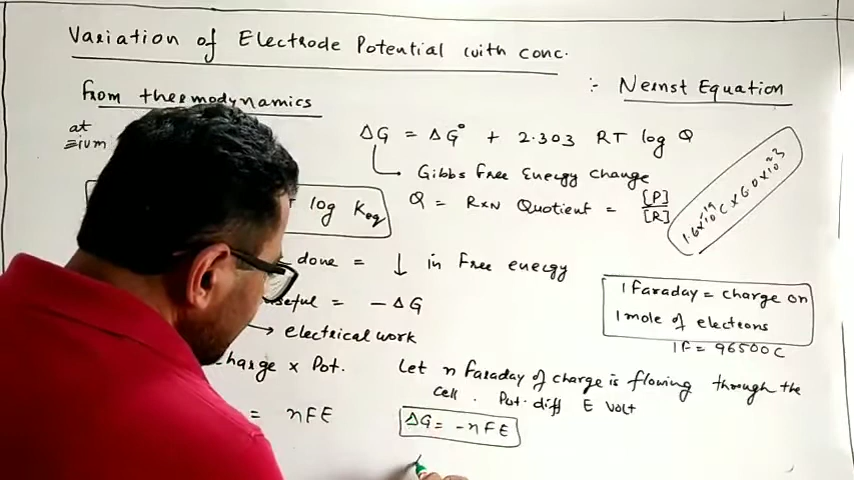 Variation of Electrode Potential with conc.
:- Nernst Equation
from thermodynamics
at
≡ium
ΔG = ΔG° + 2.303 RT log Q
Gibbs Free Energy Change
log Keq
Q = RxN Quotient = [P]/[R]
1.6×10⁻¹⁹C × 6.0×10²³
done = ↓ in Free energy
useful = -ΔG
→ electrical work
1 Faraday = charge on
1 mole of electrons
1F = 96500C
charge × Pot.
Let n Faraday of charge is flowing through the
cell. Pot. diff E Volt
= nFE
ΔG = -nFE